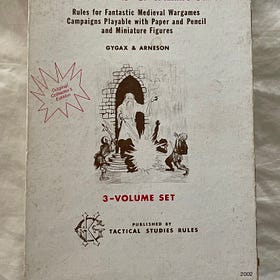 Rules for Fantastic Medieval Wargames
Campaigns Playable with Paper and Pencil
and Miniature Figures
GYGAX & ARNESON
Original
Collector's
Edition
3-VOLUME SET
PUBLISHED BY
TACTICAL STUDIES RULES
2002